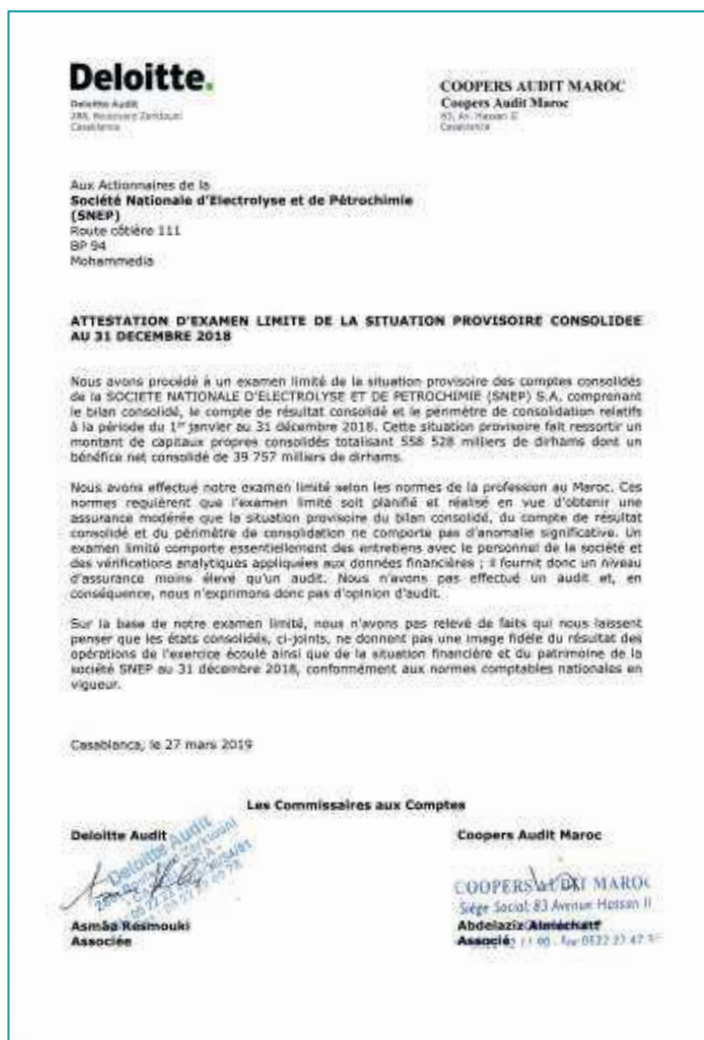 Deloitte.
Deloitte Audit
288, Boulevard Zerktouni
Casablanca
COOPERS AUDIT MAROC
Coopers Audit Maroc
83, Av. Hassan II
Casablanca
Aux Actionnaires de la
Société Nationale d'Electrolyse et de Pétrochimie
(SNEP)
Route côtière 111
BP 94
Mohammedia
ATTESTATION D'EXAMEN LIMITE DE LA SITUATION PROVISOIRE CONSOLIDEE
AU 31 DECEMBRE 2018
Nous avons procédé à un examen limité de la situation provisoire des comptes consolidés
de la SOCIETE NATIONALE D'ELECTROLYSE ET DE PETROCHIMIE (SNEP) S.A. comprenant
le bilan consolidé, le compte de résultat consolidé et le périmètre de consolidation relatifs
à la période du 1er janvier au 31 décembre 2018. Cette situation provisoire fait ressortir un
montant de capitaux propres consolidés totalisant 558 528 milliers de dirhams dont un
bénéfice net consolidé de 39 757 milliers de dirhams.
Nous avons effectué notre examen limité selon les normes de la profession au Maroc. Ces
normes requièrent que l'examen limité soit planifié et réalisé en vue d'obtenir une
assurance modérée que la situation provisoire du bilan consolidé, du compte de résultat
consolidé et du périmètre de consolidation ne comporte pas d'anomalie significative. Un
examen limité comporte essentiellement des entretiens avec le personnel de la société et
des vérifications analytiques appliquées aux données financières ; il fournit donc un niveau
d'assurance moins élevé qu'un audit. Nous n'avons pas effectué un audit et, en
conséquence, nous n'exprimons donc pas d'opinion d'audit.
Sur la base de notre examen limité, nous n'avons pas relevé de faits qui nous laissent
penser que les états consolidés, ci-joints, ne donnent pas une image fidèle du résultat des
opérations de l'exercice écoulé ainsi que de la situation financière et du patrimoine de la
société SNEP au 31 décembre 2018, conformément aux normes comptables nationales en
vigueur.
Casablanca, le 27 mars 2019
Les Commissaires aux Comptes
Deloitte Audit
Coopers Audit Maroc
Deloitte Audit
COOPERS AUDIT MAROC
Siège Social: 83 Avenue Hassan II
Asmâa Resmouki
Associée
Abdelaziz Almechatt
Associé